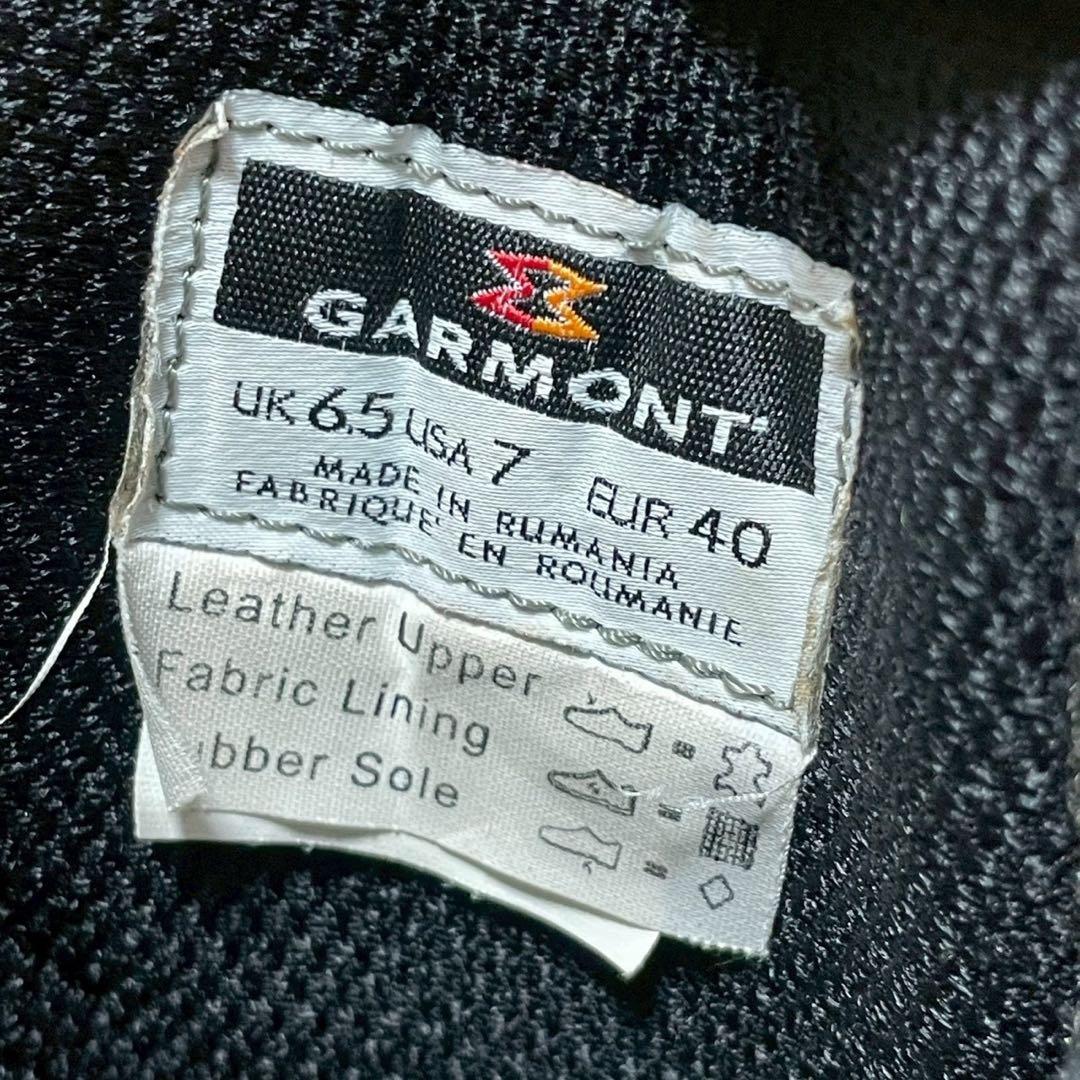 GARMONT
UK 6.5 USA 7 EUR 40
MADE IN RUMANIA
FABRIQUE' EN ROUMANIE
Leather Upper
Fabric Lining
Sole